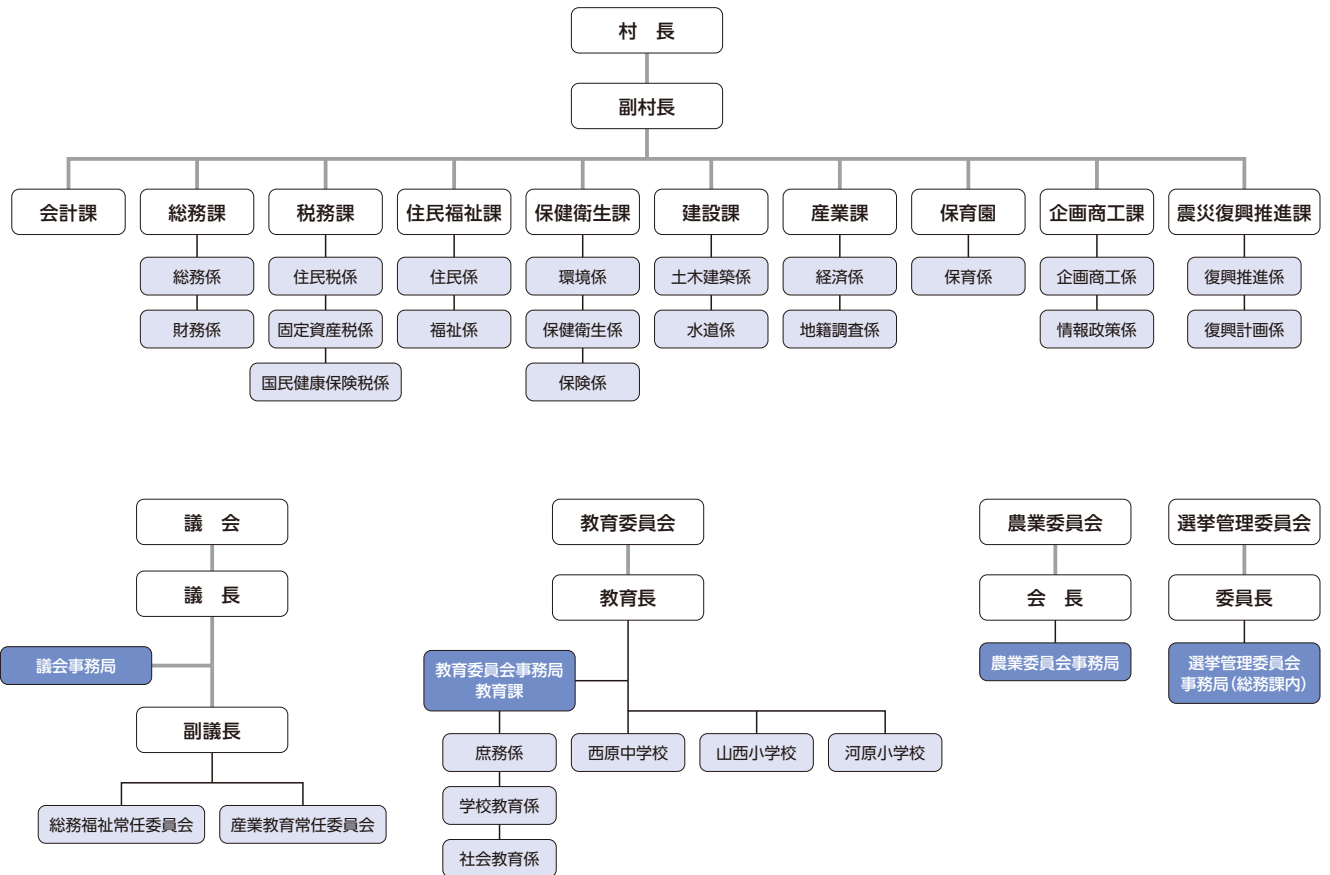 村　長
副村長
会計課
総務課
税務課
住民福祉課
保健衛生課
建設課
産業課
保育園
企画商工課
震災復興推進課
総務係
住民税係
住民係
環境係
土木建築係
経済係
保育係
企画商工係
復興推進係
財務係
固定資産税係
福祉係
保健衛生係
水道係
地籍調査係
情報政策係
復興計画係
国民健康保険税係
保険係
議　会
教育委員会
農業委員会
選挙管理委員会
議　長
教育長
会　長
委員長
議会事務局
教育委員会事務局
教育課
農業委員会事務局
選挙管理委員会
事務局(総務課内)
副議長
庶務係
西原中学校
山西小学校
河原小学校
学校教育係
総務福祉常任委員会
産業教育常任委員会
社会教育係